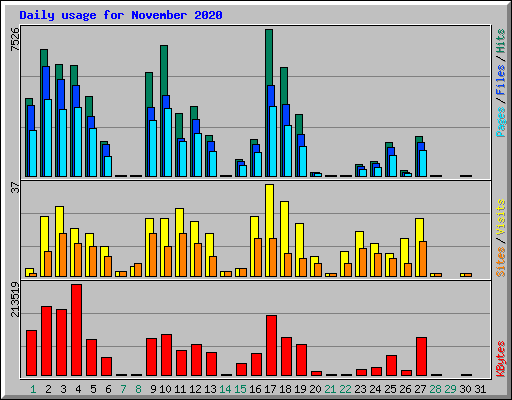 Daily usage for November 2020
7526
Pages / Files / Hits
37
Sites / Visits
213519
KBytes
1 2 3 4 5 6 7 8 9 10 11 12 13 14 15 16 17 18 19 20 21 22 23 24 25 26 27 28 29 30 31